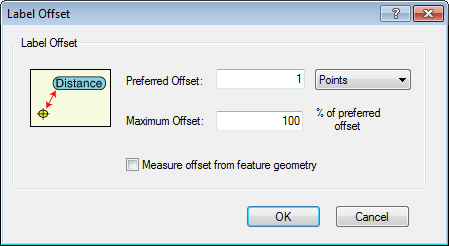 Label Offset
?
Label Offset
Distance
Preferred Offset:
1
Points
Maximum Offset:
100
% of preferred
offset
Measure offset from feature geometry
OK
Cancel